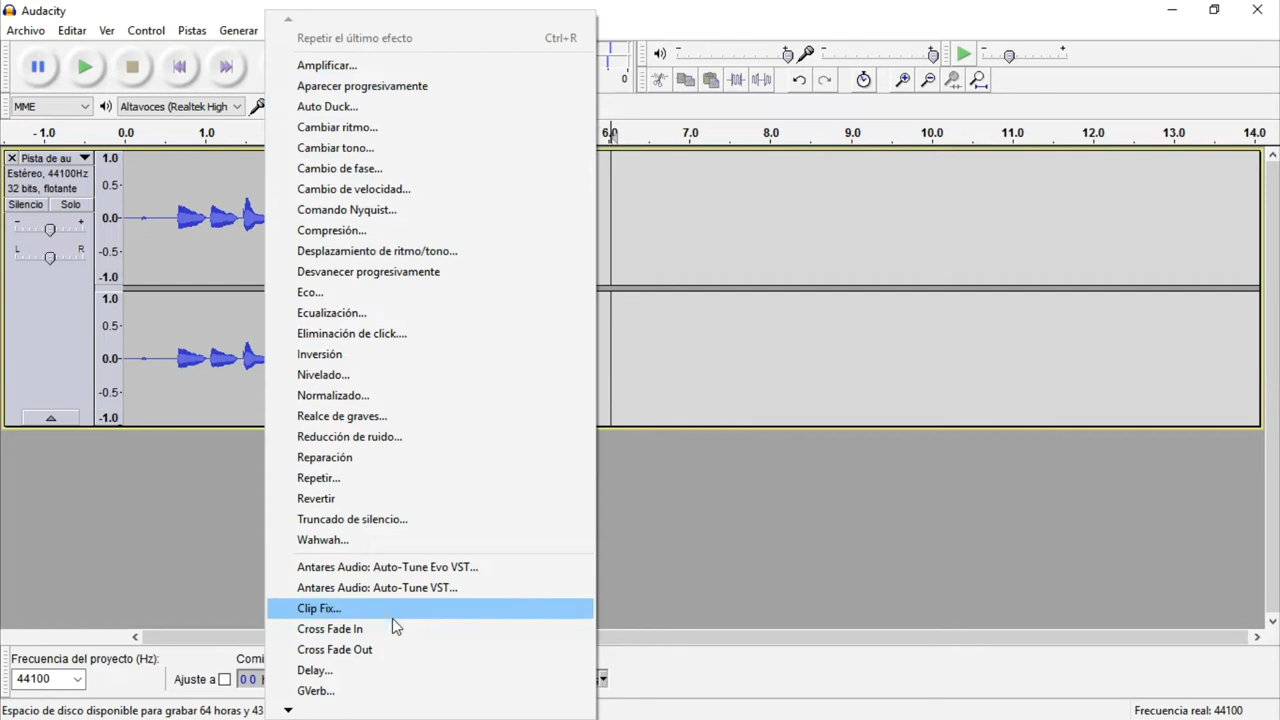 Audacity
Archivo Editar Ver Control Pistas Generar
MME Altavoces (Realtek High
0
-1.0 0.0 1.0 6.0 7.0 8.0 9.0 10.0 11.0 12.0 13.0 14.0
Pista de au
Estéreo, 44100Hz
32 bits, flotante
Silencio Solo
- +
L R
1.0
0.5-
0.0-
-0.5-
-1.0
1.0
0.5-
0.0-
-0.5-
-1.0
Repetir el último efecto Ctrl+R
Amplificar...
Aparecer progresivamente
Auto Duck...
Cambiar ritmo...
Cambiar tono...
Cambio de fase...
Cambio de velocidad...
Comando Nyquist...
Compresión...
Desplazamiento de ritmo/tono...
Desvanecer progresivamente
Eco...
Ecualización...
Eliminación de click....
Inversión
Nivelado...
Normalizado...
Realce de graves...
Reducción de ruido...
Reparación
Repetir...
Revertir
Truncado de silencio...
Wahwah...
Antares Audio: Auto-Tune Evo VST...
Antares Audio: Auto-Tune VST...
Clip Fix...
Cross Fade In
Cross Fade Out
Delay...
GVerb...
Frecuencia del proyecto (Hz):
44100
Ajuste a
0 0
Espacio de disco disponible para grabar 64 horas y 43
Frecuencia real: 44100